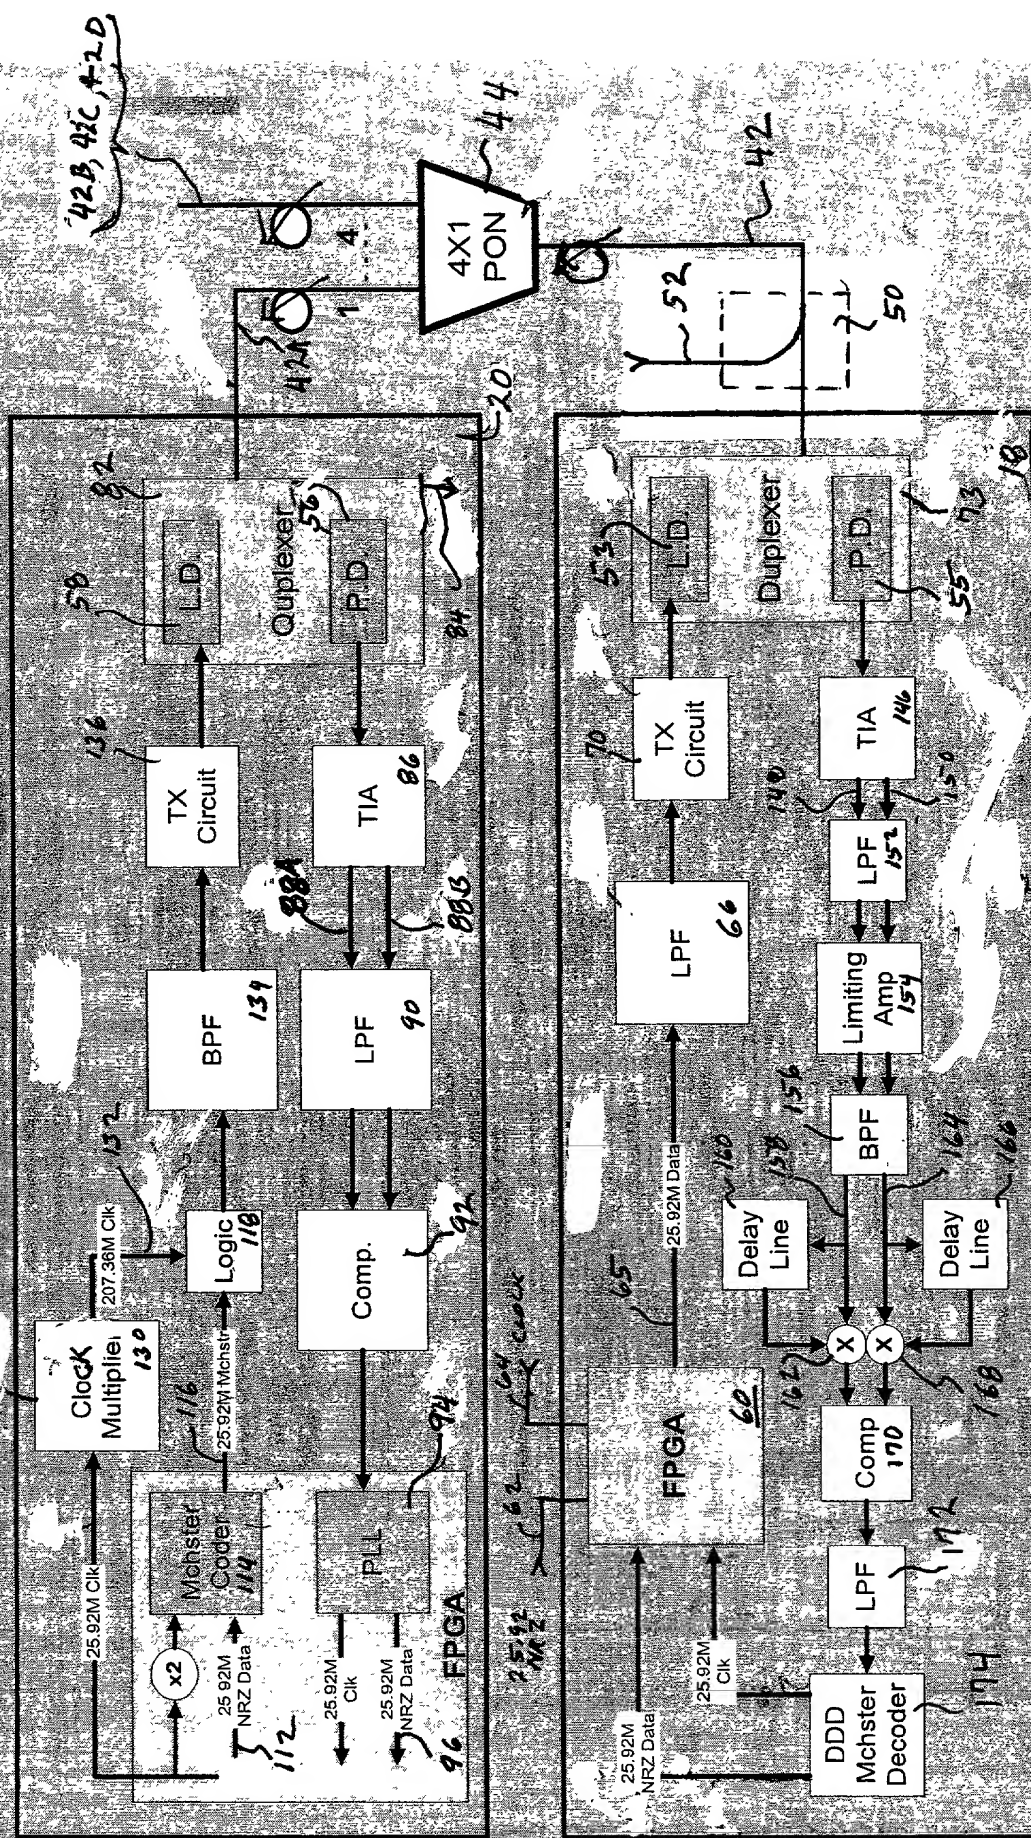 42B, 42C, 42D
44
4X1
PON
1
4
42A
42
52
50
20
82
58
L.D.
Quplexer
56
P.D.
84
136
TX
Circuit
TIA
86
88A
88B
BPF
134
LPF
90
132
207.36M Clk
Logic
118
Comp.
92
Clock
Multiplier
130
116
25.92M Mchstr
25.92M Clk
Mchster
Coder
114
PLL
94
x2
25.92M
NRZ Data
112
25.92M
Clk
25.92M
NRZ Data
96
FPGA
18
53
L.D.
Duplexer
P.D.
73
55
70
TX
Circuit
TIA
146
148
150
LPF
152
LPF
66
Limiting
Amp
154
BPF
156
158
160
164
166
Delay
Line
Delay
Line
25.92M Data
65
X
X
162
168
64
CLOCK
62
25.92
NRZ
FPGA
60
Comp
170
LPF
172
25.92M
NRZ Data
25.92M
Clk
DDD
Mchster
Decoder
174